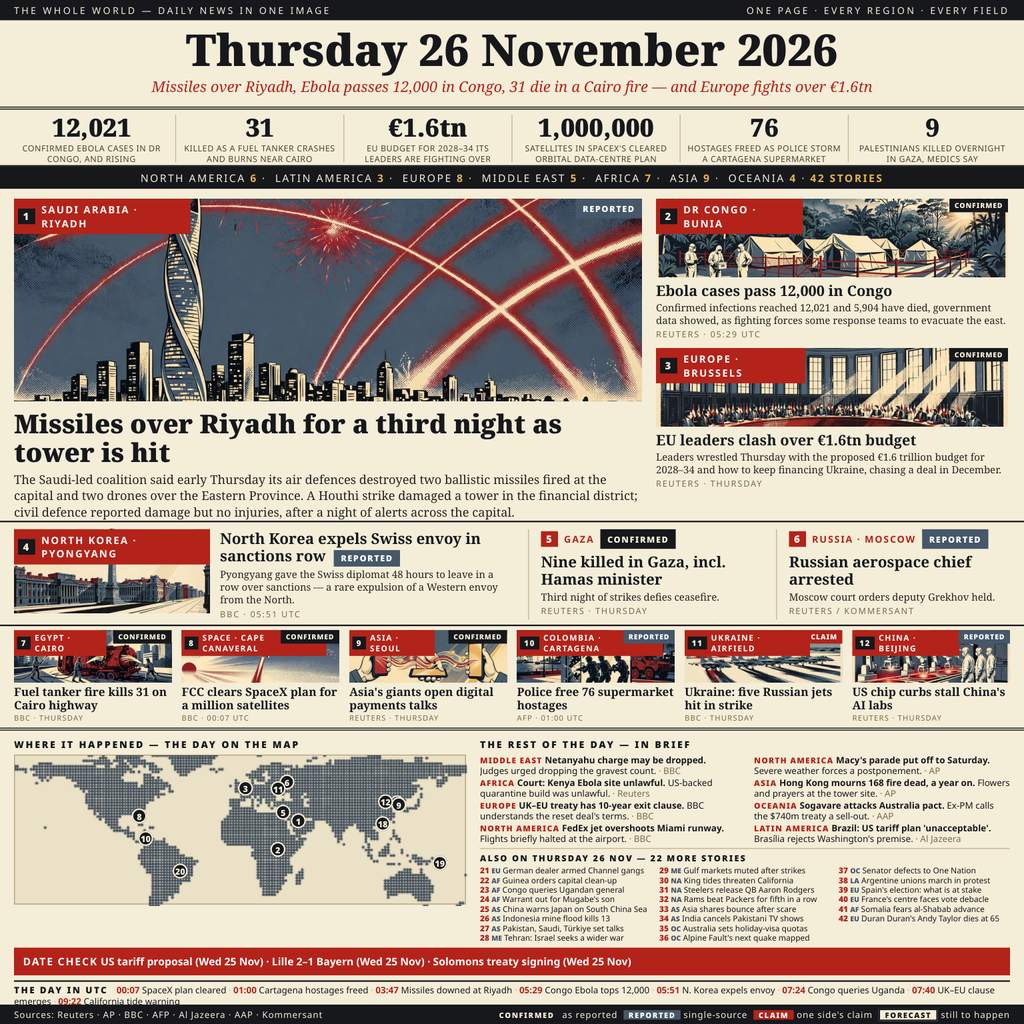 THE WHOLE WORLD — DAILY NEWS IN ONE IMAGE
ONE PAGE · EVERY REGION · EVERY FIELD
Thursday 26 November 2026
Missiles over Riyadh, Ebola passes 12,000 in Congo, 31 die in a Cairo fire — and Europe fights over €1.6tn
12,021
CONFIRMED EBOLA CASES IN DR
CONGO, AND RISING
31
KILLED AS A FUEL TANKER CRASHES
AND BURNS NEAR CAIRO
€1.6tn
EU BUDGET FOR 2028–34 ITS
LEADERS ARE FIGHTING OVER
1,000,000
SATELLITES IN SPACEX'S CLEARED
ORBITAL DATA-CENTRE PLAN
76
HOSTAGES FREED AS POLICE STORM
A CARTAGENA SUPERMARKET
9
PALESTINIANS KILLED OVERNIGHT
IN GAZA, MEDICS SAY
NORTH AMERICA 6 · LATIN AMERICA 3 · EUROPE 8 · MIDDLE EAST 5 · AFRICA 7 · ASIA 9 · OCEANIA 4 · 42 STORIES
1 SAUDI ARABIA ·
RIYADH
REPORTED
Missiles over Riyadh for a third night as
tower is hit
The Saudi-led coalition said early Thursday its air defences destroyed two ballistic missiles fired at the
capital and two drones over the Eastern Province. A Houthi strike damaged a tower in the financial district;
civil defence reported damage but no injuries, after a night of alerts across the capital.
2 DR CONGO ·
BUNIA
CONFIRMED
Ebola cases pass 12,000 in Congo
Confirmed infections reached 12,021 and 5,904 have died, government
data showed, as fighting forces some response teams to evacuate the east.
REUTERS · 05:29 UTC
3 EUROPE ·
BRUSSELS
CONFIRMED
EU leaders clash over €1.6tn budget
Leaders wrestled Thursday with the proposed €1.6 trillion budget for
2028–34 and how to keep financing Ukraine, chasing a deal in December.
REUTERS · THURSDAY
4 NORTH KOREA ·
PYONGYANG
North Korea expels Swiss envoy in
sanctions row REPORTED
Pyongyang gave the Swiss diplomat 48 hours to leave in a
row over sanctions — a rare expulsion of a Western envoy
from the North.
BBC · 05:51 UTC
5 GAZA CONFIRMED
Nine killed in Gaza, incl.
Hamas minister
Third night of strikes defies ceasefire.
REUTERS · THURSDAY
6 RUSSIA · MOSCOW REPORTED
Russian aerospace chief
arrested
Moscow court orders deputy Grekhov held.
REUTERS / KOMMERSANT
7 EGYPT ·
CAIRO
CONFIRMED
Fuel tanker fire kills 31 on
Cairo highway
BBC · THURSDAY
8 SPACE · CAPE
CANAVERAL
CONFIRMED
FCC clears SpaceX plan for
a million satellites
BBC · 00:07 UTC
9 ASIA ·
SEOUL
CONFIRMED
Asia's giants open digital
payments talks
REUTERS · THURSDAY
10 COLOMBIA ·
CARTAGENA
REPORTED
Police free 76 supermarket
hostages
AFP · 01:00 UTC
11 UKRAINE ·
AIRFIELD
CLAIM
Ukraine: five Russian jets
hit in strike
BBC · THURSDAY
12 CHINA ·
BEIJING
REPORTED
US chip curbs stall China's
AI labs
REUTERS · THURSDAY
WHERE IT HAPPENED — THE DAY ON THE MAP
3
11
6
5
1
12
9
18
8
10
2
20
19
THE REST OF THE DAY — IN BRIEF
MIDDLE EAST Netanyahu charge may be dropped.
Judges urged dropping the gravest count. · BBC
AFRICA Court: Kenya Ebola site unlawful. US-backed
quarantine build was unlawful. · Reuters
EUROPE UK–EU treaty has 10-year exit clause. BBC
understands the reset deal's terms. · BBC
NORTH AMERICA FedEx jet overshoots Miami runway.
Flights briefly halted at the airport. · BBC
NORTH AMERICA Macy's parade put off to Saturday.
Severe weather forces a postponement. · AP
ASIA Hong Kong mourns 168 fire dead, a year on. Flowers
and prayers at the tower site. · AP
OCEANIA Sogavare attacks Australia pact. Ex-PM calls
the $740m treaty a sell-out. · AAP
LATIN AMERICA Brazil: US tariff plan 'unacceptable'.
Brasília rejects Washington's premise. · Al Jazeera
ALSO ON THURSDAY 26 NOV — 22 MORE STORIES
21 EU German dealer armed Channel gangs
22 AF Guinea orders capital clean-up
23 AF Congo queries Ugandan general
24 AF Warrant out for Mugabe's son
25 AS China warns Japan on South China Sea
26 AS Indonesia mine flood kills 13
27 AS Pakistan, Saudi, Türkiye set talks
28 ME Tehran: Israel seeks a wider war
29 ME Gulf markets muted after strikes
30 NA King tides threaten California
31 NA Steelers release QB Aaron Rodgers
32 NA Rams beat Packers for fifth in a row
33 AS Asia shares bounce after scare
34 AS India cancels Pakistani TV shows
35 OC Australia sets holiday-visa quotas
36 OC Alpine Fault's next quake mapped
37 OC Senator defects to One Nation
38 LA Argentine unions march in protest
39 EU Spain's election: what is at stake
40 EU France's centre faces vote debacle
41 AF Somalia fears al-Shabab advance
42 EU Duran Duran's Andy Taylor dies at 65
DATE CHECK US tariff proposal (Wed 25 Nov) · Lille 2–1 Bayern (Wed 25 Nov) · Solomons treaty signing (Wed 25 Nov)
THE DAY IN UTC 00:07 SpaceX plan cleared · 01:00 Cartagena hostages freed · 03:47 Missiles downed at Riyadh · 05:29 Congo Ebola tops 12,000 · 05:51 N. Korea expels envoy · 07:24 Congo queries Uganda · 07:40 UK–EU clause
emerges · 09:22 California tide warning
Sources: Reuters · AP · BBC · AFP · Al Jazeera · AAP · Kommersant
CONFIRMED as reported REPORTED single-source CLAIM one side's claim FORECAST still to happen